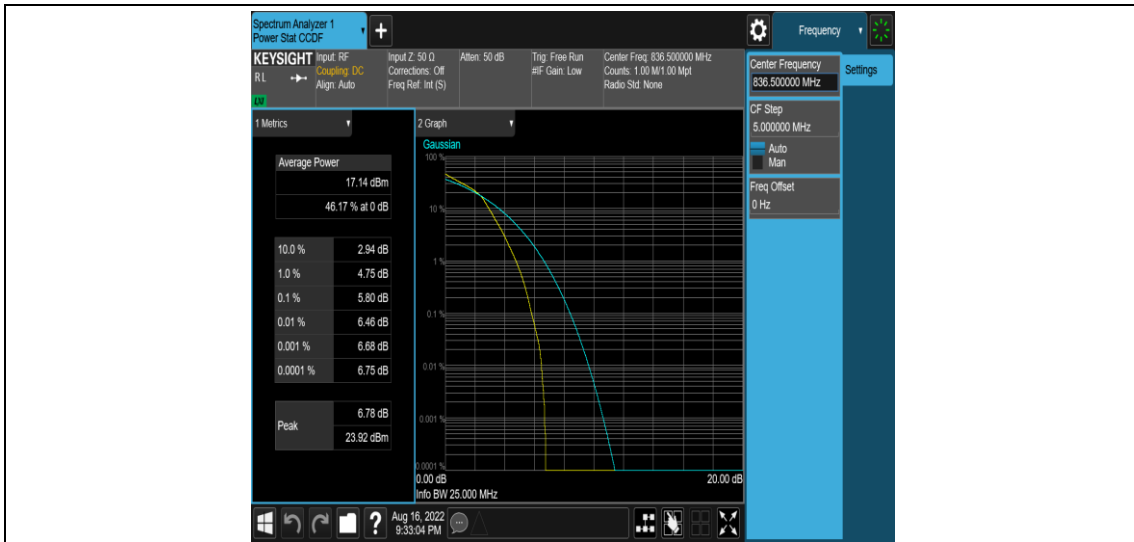 Spectrum Analyzer 1
Power Stat CCDF
Frequency
KEYSIGHT
RL
LXI
Input: RF
Coupling: DC
Align: Auto
Input Z: 50 Ω
Corrections: Off
Freq Ref: Int (S)
Atten: 50 dB
Trig: Free Run
#IF Gain: Low
Center Freq: 836.500000 MHz
Counts: 1.00 M/1.00 Mpt
Radio Std: None
Center Frequency
836.500000 MHz
Settings
CF Step
5.000000 MHz
Auto
Man
Freq Offset
0 Hz
1 Metrics
Average Power
17.14 dBm
46.17 % at 0 dB
10.0 % 2.94 dB
1.0 % 4.75 dB
0.1 % 5.80 dB
0.01 % 6.46 dB
0.001 % 6.68 dB
0.0001 % 6.75 dB
Peak
6.78 dB
23.92 dBm
2 Graph
Gaussian
100 %
10 %
1 %
0.1 %
0.01 %
0.001 %
0.0001 %
0.00 dB 20.00 dB
Info BW 25.000 MHz
?
Aug 16, 2022
9:33:04 PM